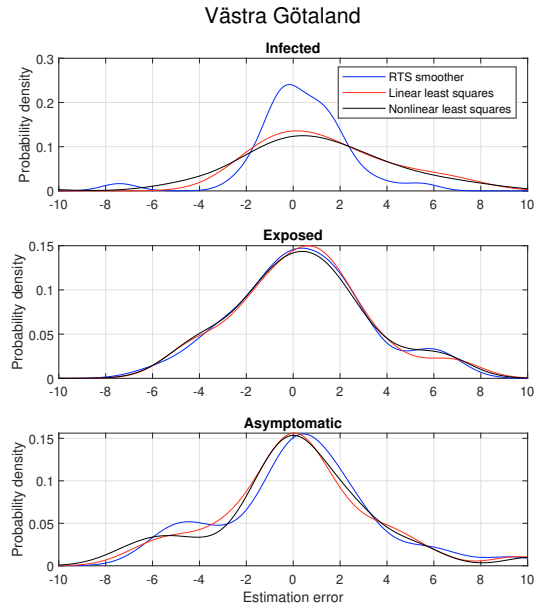 Västra Götaland
Infected
Probability density
0.3
0.2
0.1
0
RTS smoother
Linear least squares
Nonlinear least squares
-10 -8 -6 -4 -2 0 2 4 6 8 10
Exposed
Probability density
0.15
0.1
0.05
0
-10 -8 -6 -4 -2 0 2 4 6 8 10
Asymptomatic
Probability density
0.15
0.1
0.05
0
-10 -8 -6 -4 -2 0 2 4 6 8 10
Estimation error